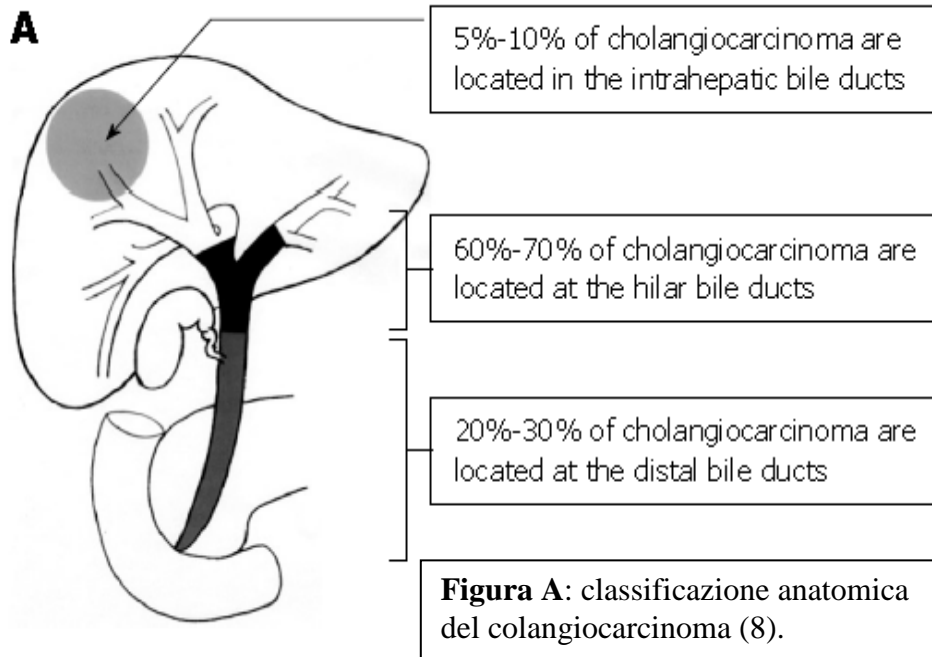 A
5%-10% of cholangiocarcinoma are
located in the intrahepatic bile ducts
60%-70% of cholangiocarcinoma are
located at the hilar bile ducts
20%-30% of cholangiocarcinoma are
located at the distal bile ducts
Figura A: classificazione anatomica
del colangiocarcinoma (8).